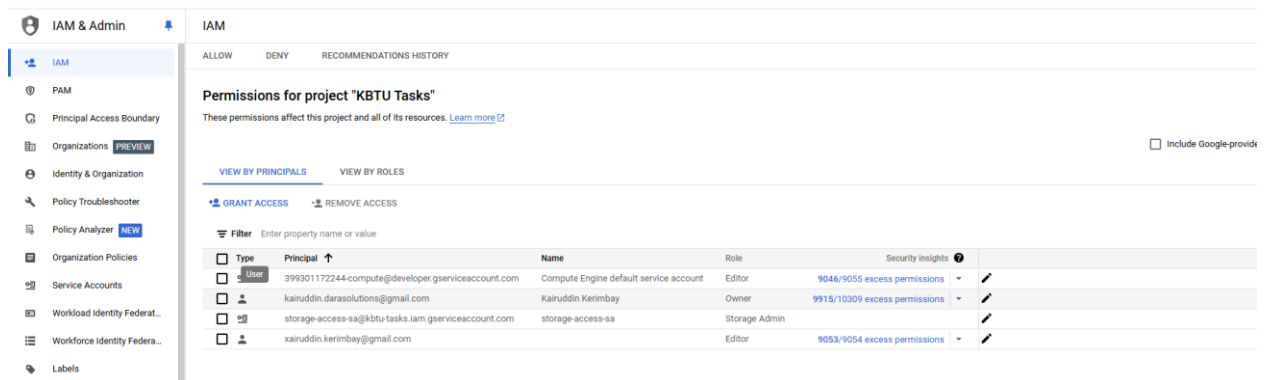 IAM & Admin
IAM
PAM
Principal Access Boundary
Organizations PREVIEW
Identity & Organization
Policy Troubleshooter
Policy Analyzer NEW
Organization Policies
Service Accounts
Workload Identity Federat...
Workforce Identity Federa...
Labels
IAM
ALLOW DENY RECOMMENDATIONS HISTORY
Permissions for project "KBTU Tasks"
These permissions affect this project and all of its resources. Learn more
Include Google-provide
VIEW BY PRINCIPALS VIEW BY ROLES
GRANT ACCESS REMOVE ACCESS
Filter Enter property name or value
Type Principal Name Role Security insights
User 399301172244-compute@developer.gserviceaccount.com Compute Engine default service account Editor 9046/9055 excess permissions
kairuddin.darasolutions@gmail.com Kairuddin Kerimbay Owner 9915/10309 excess permissions
storage-access-sa@kbtu-tasks.iam.gserviceaccount.com storage-access-sa Storage Admin
xairuddin.kerimbay@gmail.com Editor 9053/9054 excess permissions